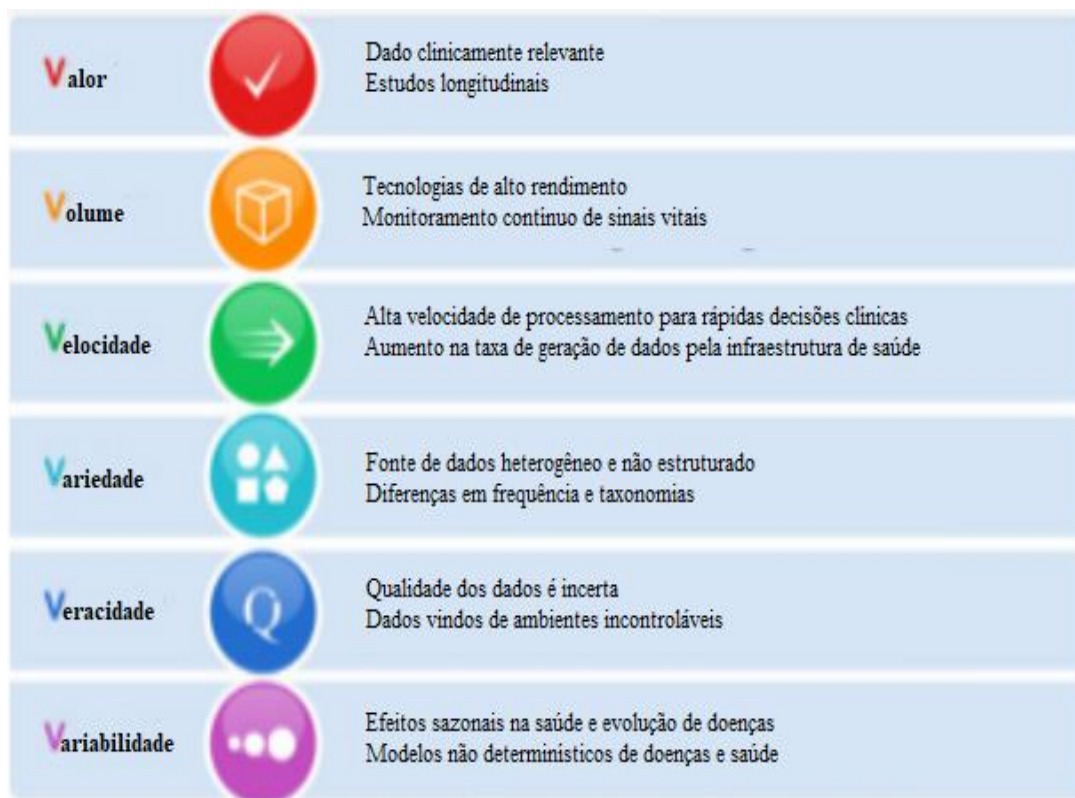 Valor
Dado clinicamente relevante
Estudos longitudinais
Volume
Tecnologias de alto rendimento
Monitoramento continuo de sinais vitais
Velocidade
Alta velocidade de processamento para rápidas decisões clinicas
Aumento na taxa de geração de dados pela infraestrutura de saúde
Variedade
Fonte de dados heterogêneo e não estruturado
Diferenças em frequência e taxonomias
Veracidade
Q
Qualidade dos dados é incerta
Dados vindos de ambientes incontroláveis
Variabilidade
Efeitos sazonais na saúde e evolução de doenças
Modelos não deterministicos de doenças e saúde